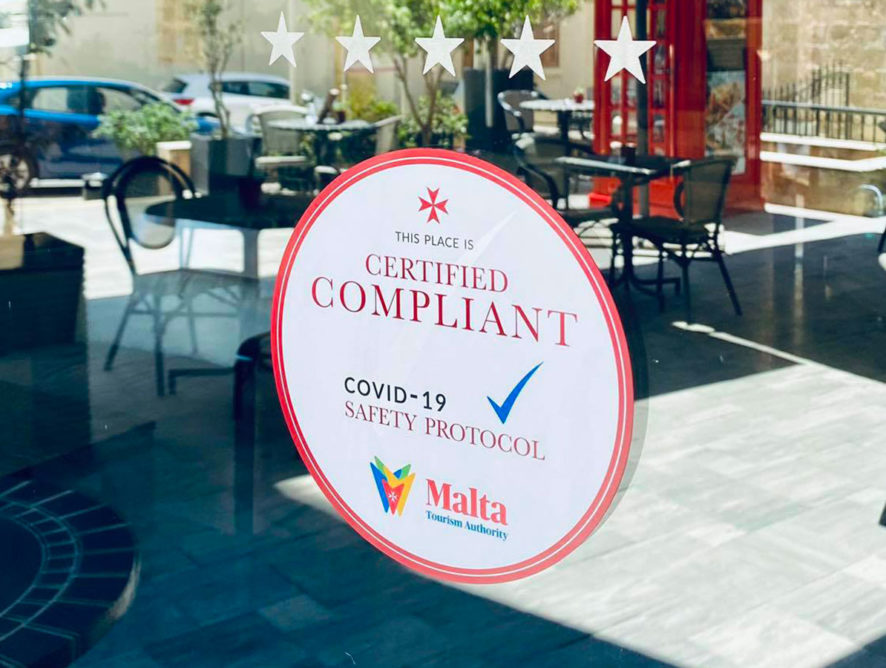 THIS PLACE IS
CERTIFIED
COMPLIANT
COVID-19
SAFETY PROTOCOL
Malta
Tourism Authority